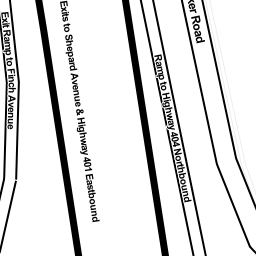 Exit Ramp to Finch Avenue
Exits to Shepard Avenue & Highway 401 Eastbound
Ramp to Highway 404 Northbound
ker Road